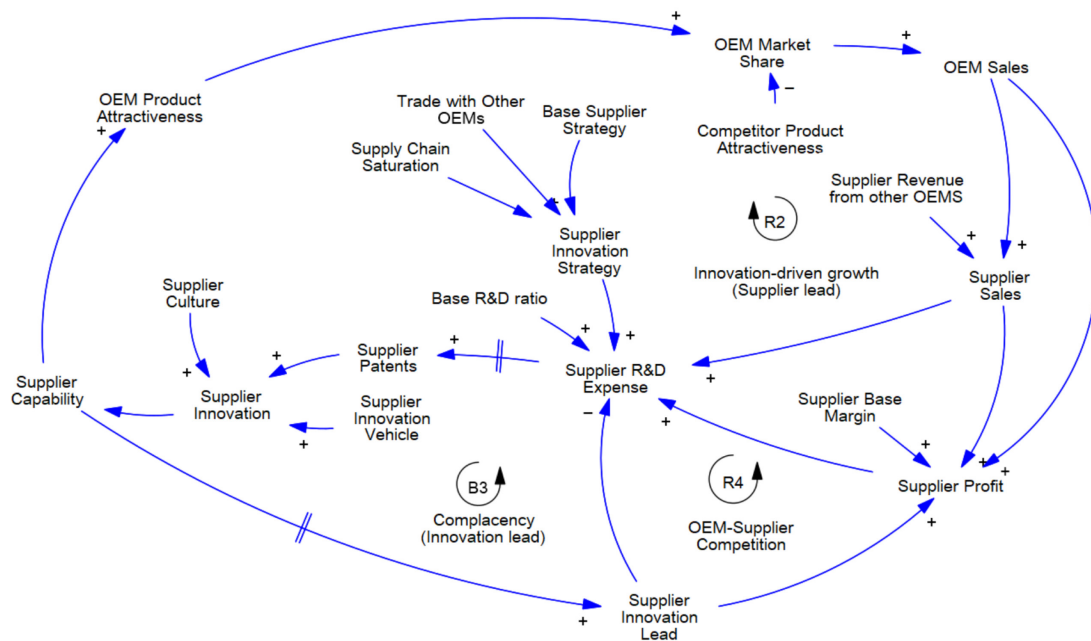 OEM Market
Share
OEM Sales
OEM Product
Attractiveness
Trade with Other
OEMs
Base Supplier
Strategy
Competitor Product
Attractiveness
Supply Chain
Saturation
Supplier Revenue
from other OEMS
R2
Supplier
Innovation
Strategy
Innovation-driven growth
(Supplier lead)
Supplier
Sales
Supplier
Culture
Base R&D ratio
Supplier
Patents
Supplier R&D
Expense
Supplier
Capability
Supplier
Innovation
Supplier
Innovation
Vehicle
Supplier Base
Margin
B3
R4
Supplier Profit
Complacency
(Innovation lead)
OEM-Supplier
Competition
Supplier
Innovation
Lead